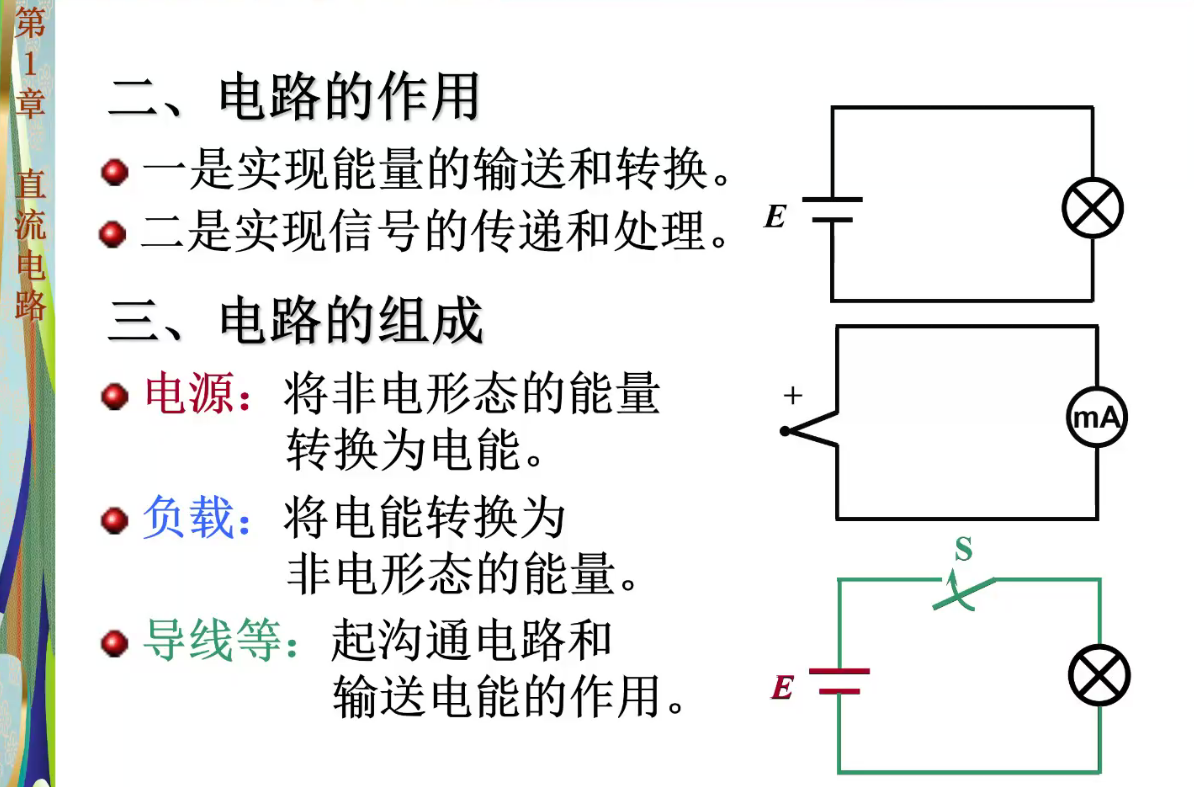 第1章 直流电路
二、电路的作用
一是实现能量的输送和转换。
二是实现信号的传递和处理。
三、电路的组成
电源：将非电形态的能量
转换为电能。
负载：将电能转换为
非电形态的能量。
导线等：起沟通电路和
输送电能的作用。
E
+
mA
S
E